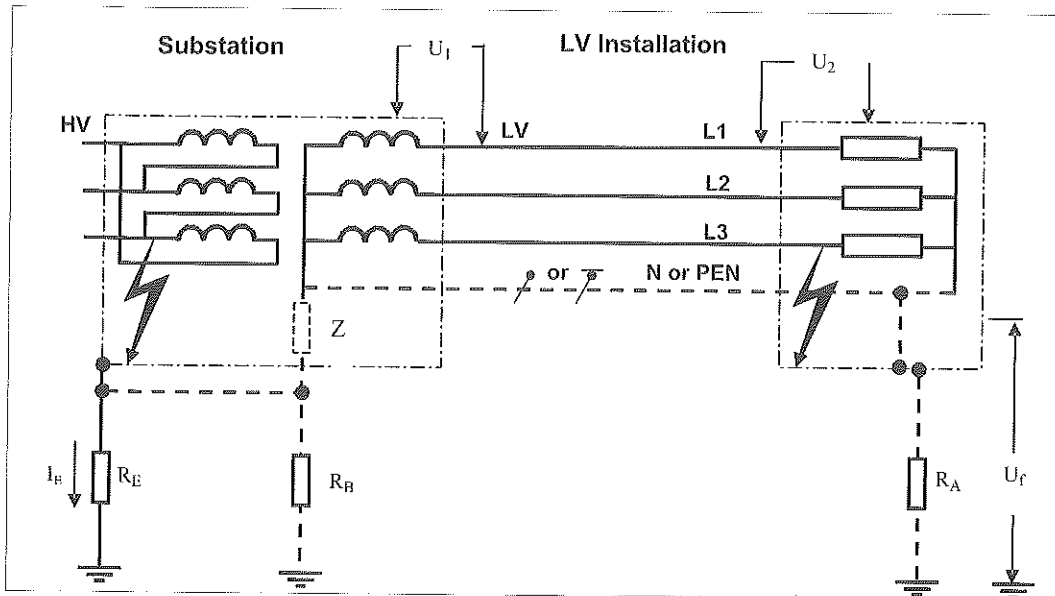 Substation
U1
LV Installation
U2
HV
LV
L1
L2
L3
or
N or PEN
Z
IE
RE
RB
RA
Uf